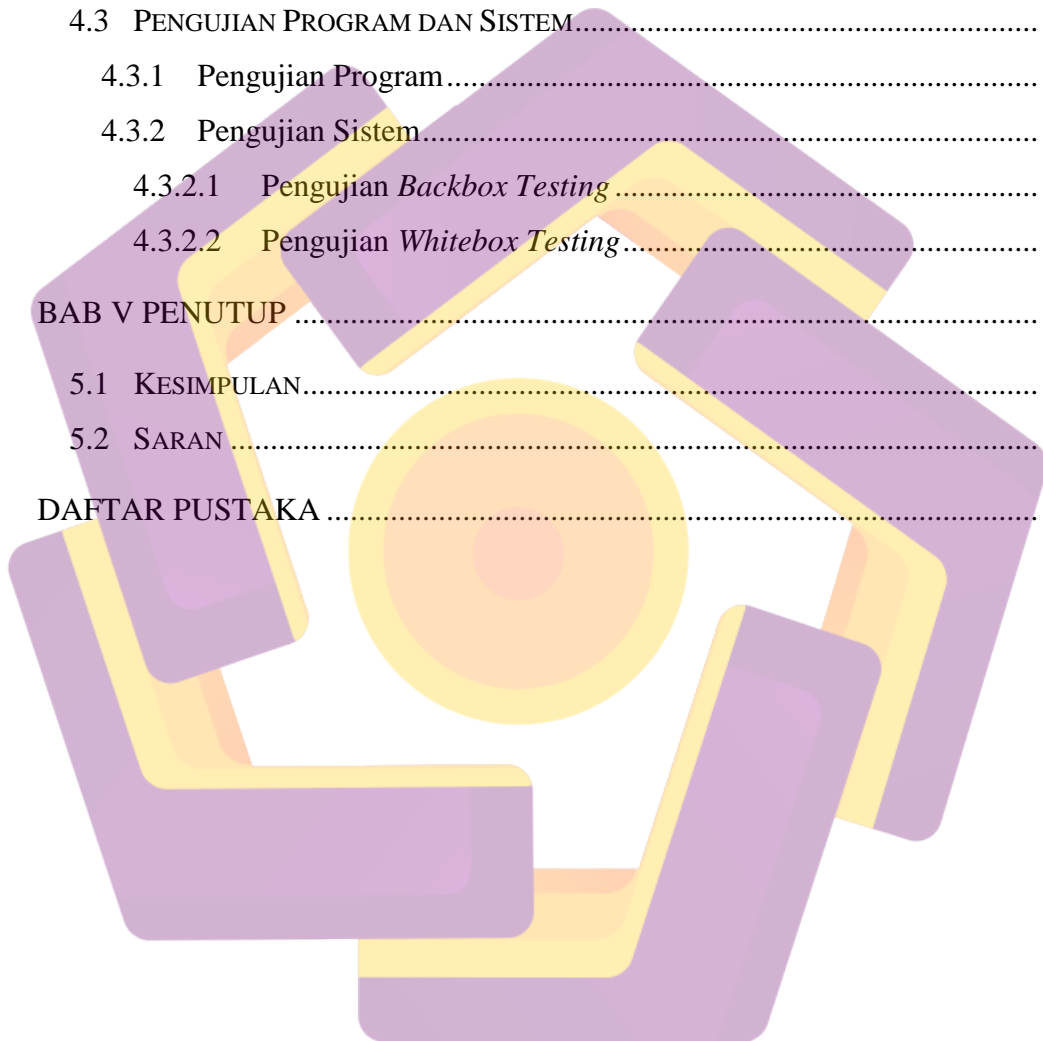 4.3 PENGUJIAN PROGRAM DAN SISTEM........................................................
4.3.1 Pengujian Program........................................................................
4.3.2 Pengujian Sistem...........................................................................
4.3.2.1 Pengujian Backbox Testing ...................................................
4.3.2.2 Pengujian Whitebox Testing..................................................
BAB V PENUTUP ..........................................................................................
5.1 KESIMPULAN.........................................................................................
5.2 SARAN ..................................................................................................
DAFTAR PUSTAKA ......................................................................................